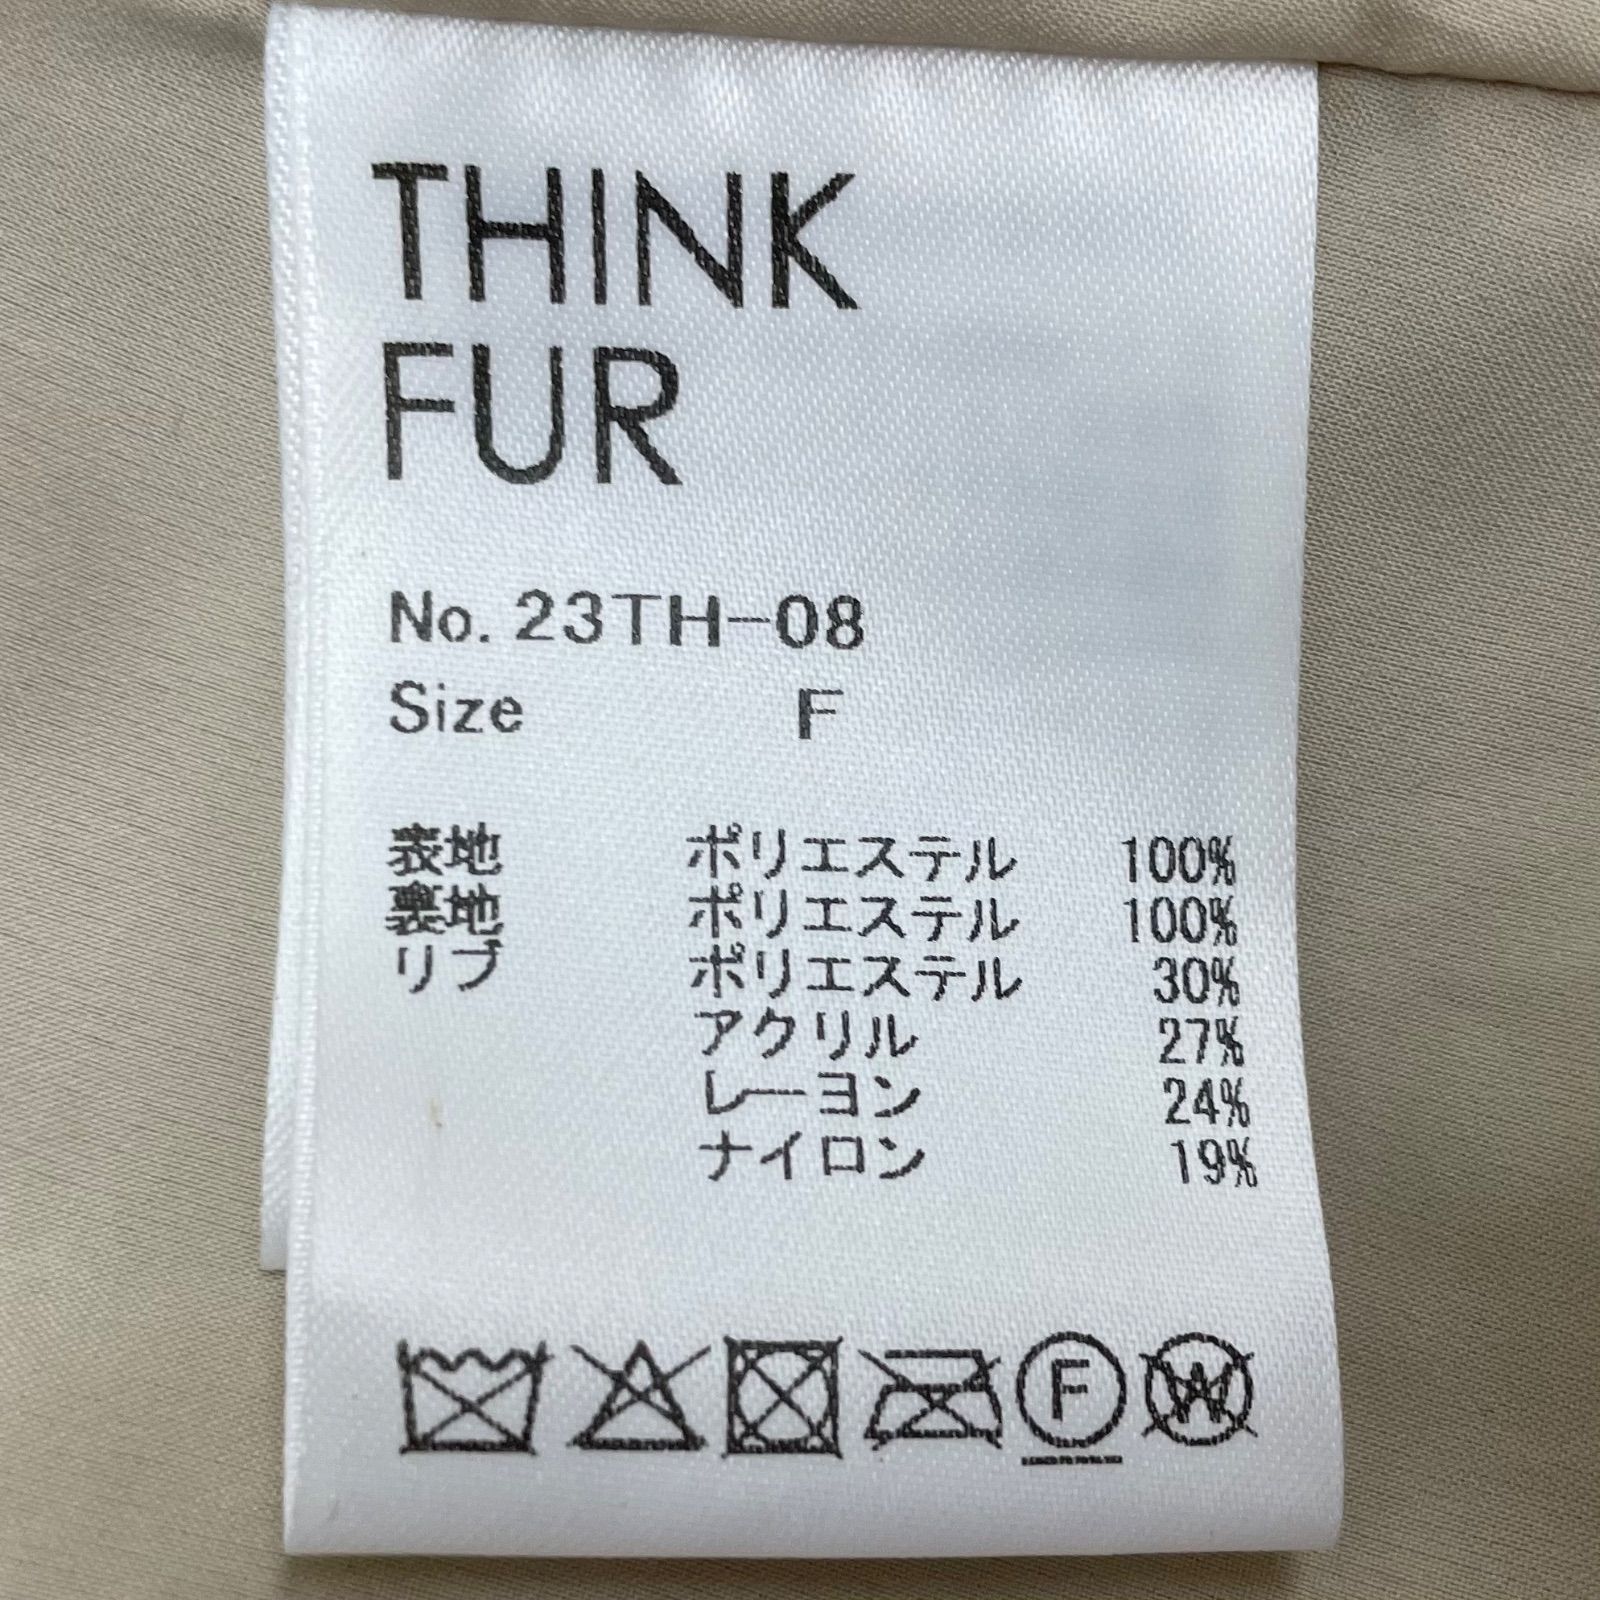 THINK
FUR
No. 23TH-08
Size F
表地 ポリエステル 100%
裏地 ポリエステル 100%
リブ ポリエステル 30%
アクリル 27%
レーヨン 24%
ナイロン 19%
F W